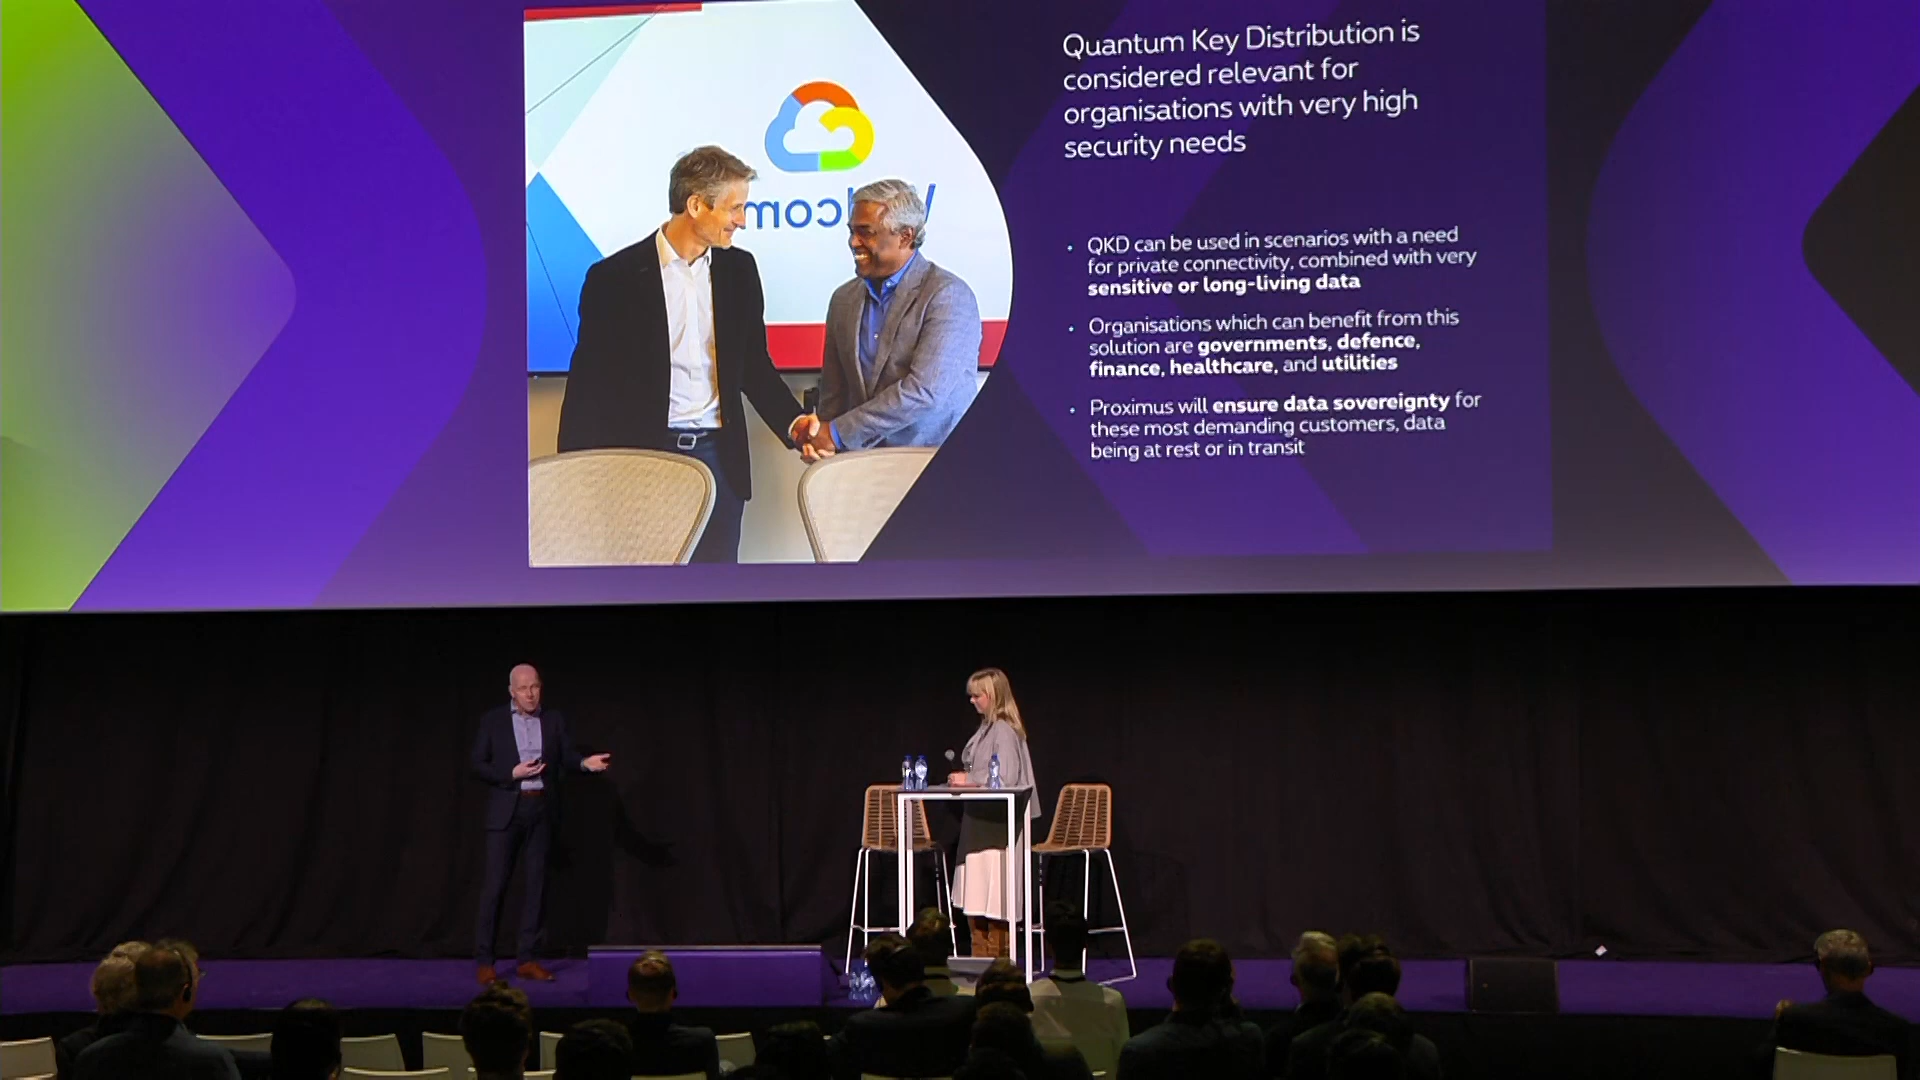 Quantum Key Distribution is
considered relevant for
organisations with very high
security needs
• QKD can be used in scenarios with a need
for private connectivity, combined with very
sensitive or long-living data
• Organisations which can benefit from this
solution are governments, defence,
finance, healthcare, and utilities
• Proximus will ensure data sovereignty for
these most demanding customers, data
being at rest or in transit